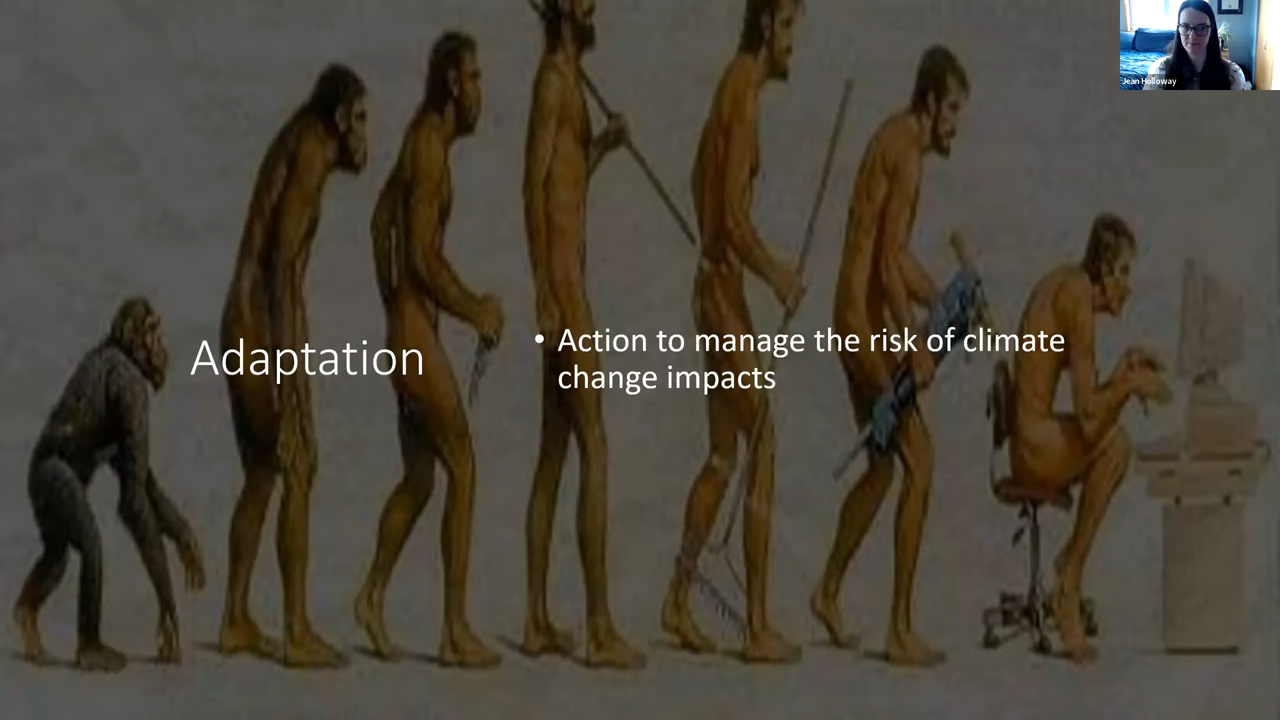 Jean Holloway
Adaptation
• Action to manage the risk of climate
change impacts